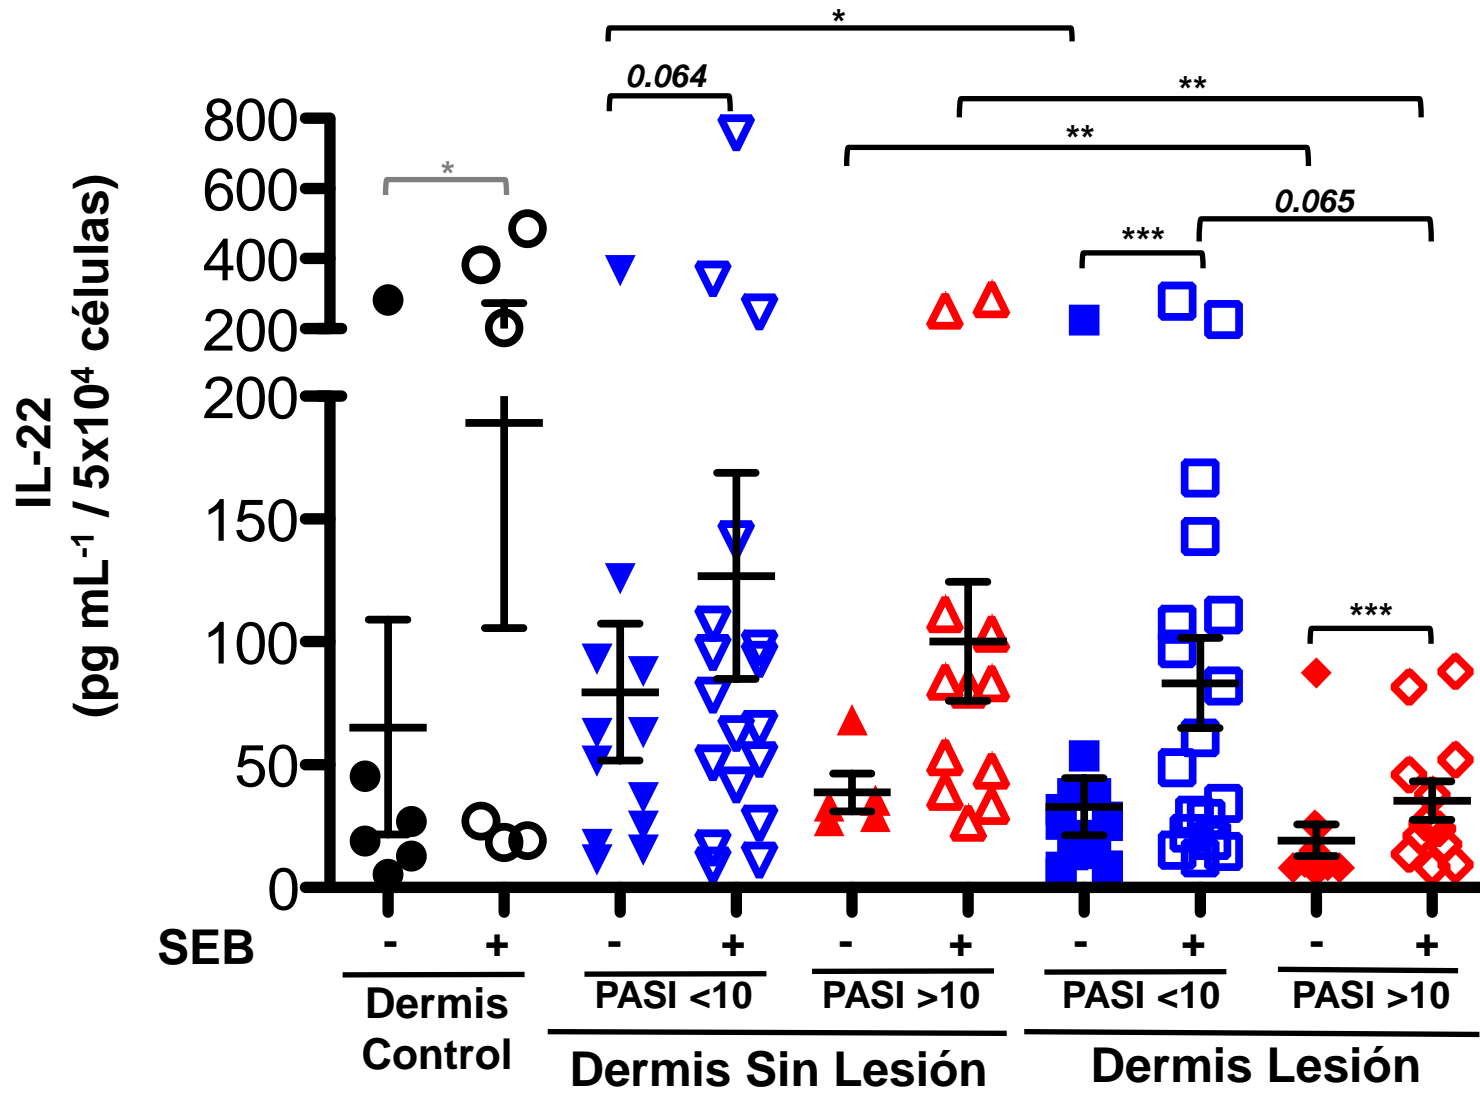 *
0.064
**
**
*
0.065
***
***
800
600
400
200
200
150
100
50
0
IL-22
(pg mL⁻¹ / 5x10⁴ células)
SEB - + - + - + - + - +
PASI <10 PASI >10 PASI <10 PASI >10
Dermis
Control
Dermis Sin Lesión Dermis Lesión